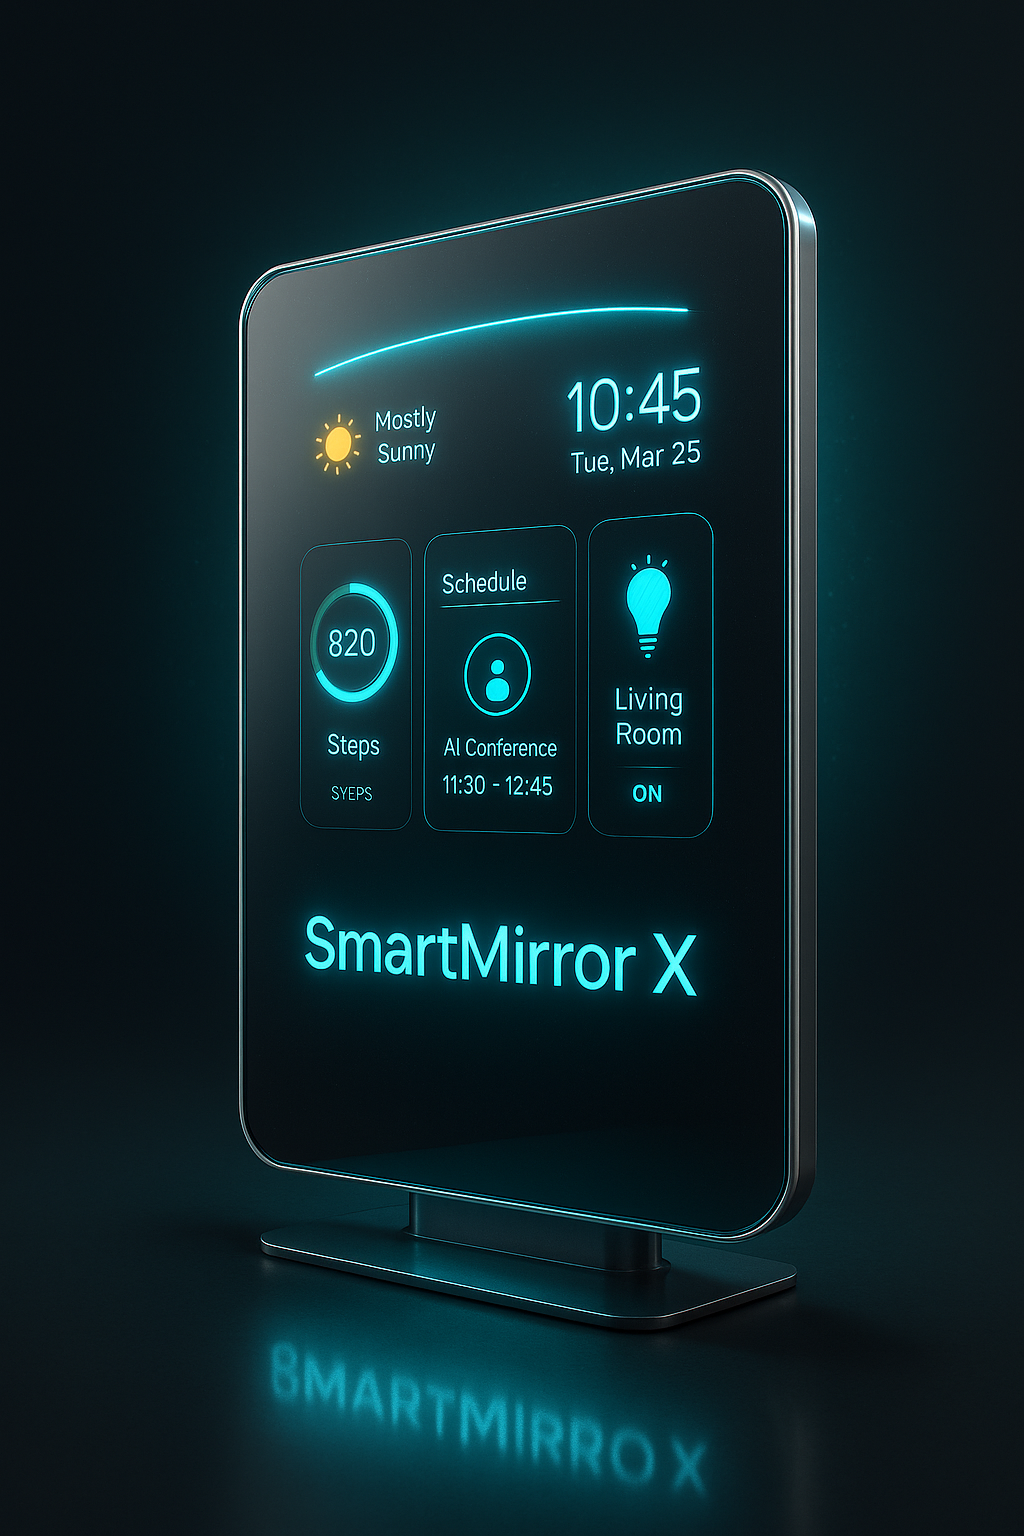 Mostly
Sunny
10:45
Tue, Mar 25
820
Steps
SYEPS
Schedule
AI Conference
11:30 - 12:45
Living
Room
ON
SmartMirror X
8MARTMIRRO X